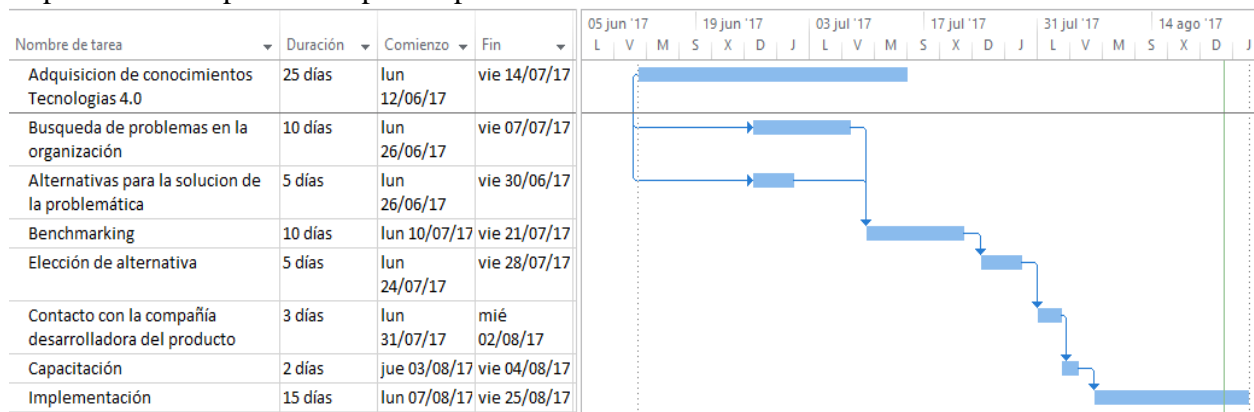 05 jun '17 19 jun '17 03 jul '17 17 jul '17 31 jul '17 14 ago '17
Nombre de tarea Duración Comienzo Fin L V M S X D J L V M S X D J L V M S X D J
Adquisicion de conocimientos 25 días lun vie 14/07/17
Tecnologias 4.0 12/06/17
Busqueda de problemas en la 10 días lun vie 07/07/17
organización 26/06/17
Alternativas para la solucion de 5 días lun vie 30/06/17
la problemática 26/06/17
Benchmarking 10 días lun 10/07/17 vie 21/07/17
Elección de alternativa 5 días lun vie 28/07/17
24/07/17
Contacto con la compañía 3 días lun mié
desarrolladora del producto 31/07/17 02/08/17
Capacitación 2 días jue 03/08/17 vie 04/08/17
Implementación 15 días lun 07/08/17 vie 25/08/17